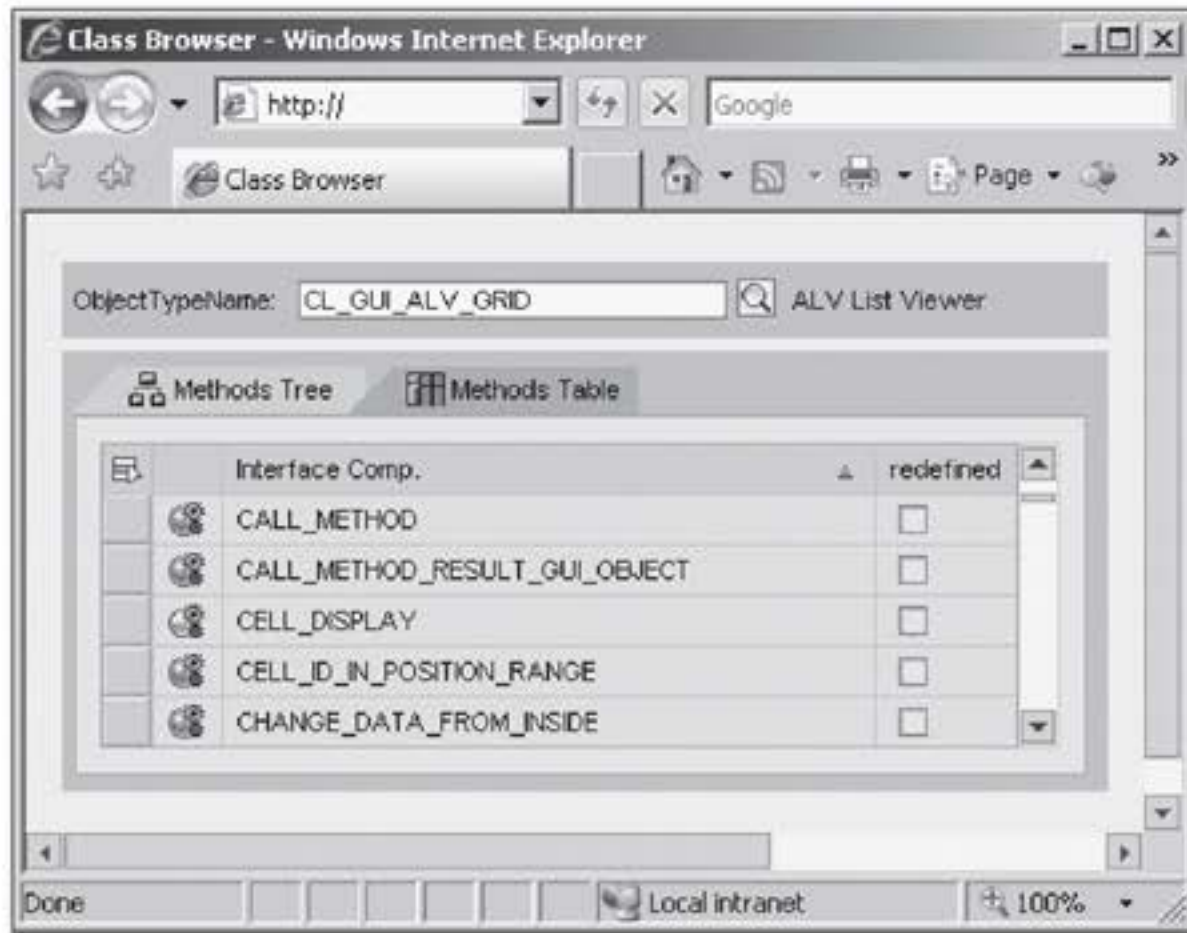 Class Browser - Windows Internet Explorer
http://
Google
Class Browser
Page
ObjectTypeName: CL_GUI_ALV_GRID ALV List Viewer
Methods Tree Methods Table
Interface Comp. redefined
CALL_METHOD
CALL_METHOD_RESULT_GUI_OBJECT
CELL_DISPLAY
CELL_ID_IN_POSITION_RANGE
CHANGE_DATA_FROM_INSIDE
Done Local intranet 100%